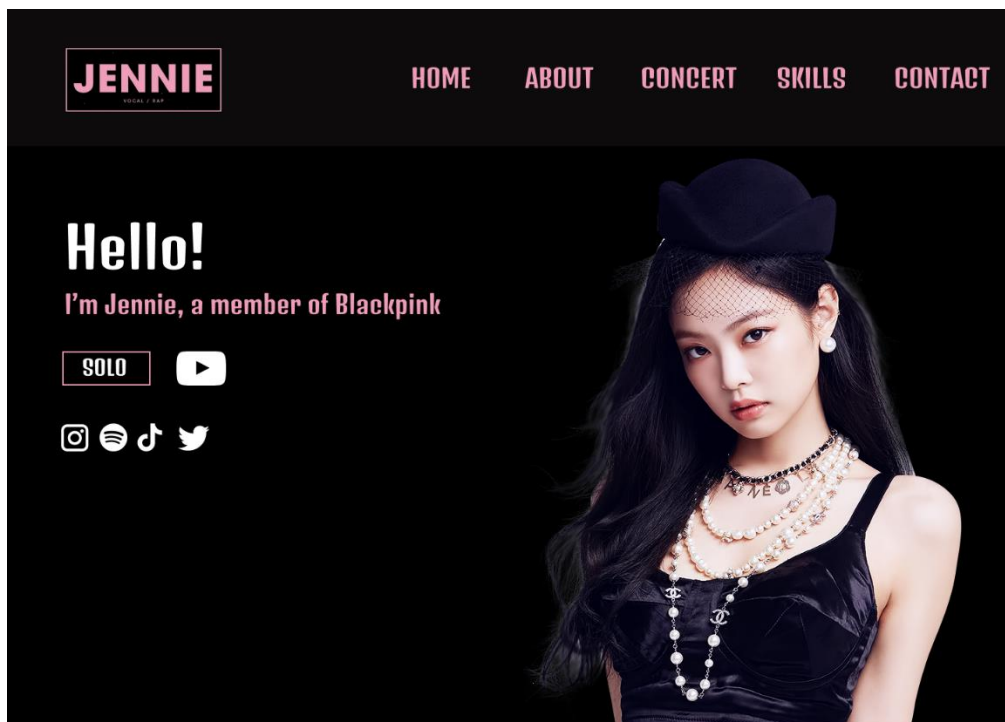 JENNIE
VOCAL / RAP
HOME ABOUT CONCERT SKILLS CONTACT
Hello!
I'm Jennie, a member of Blackpink
SOLO